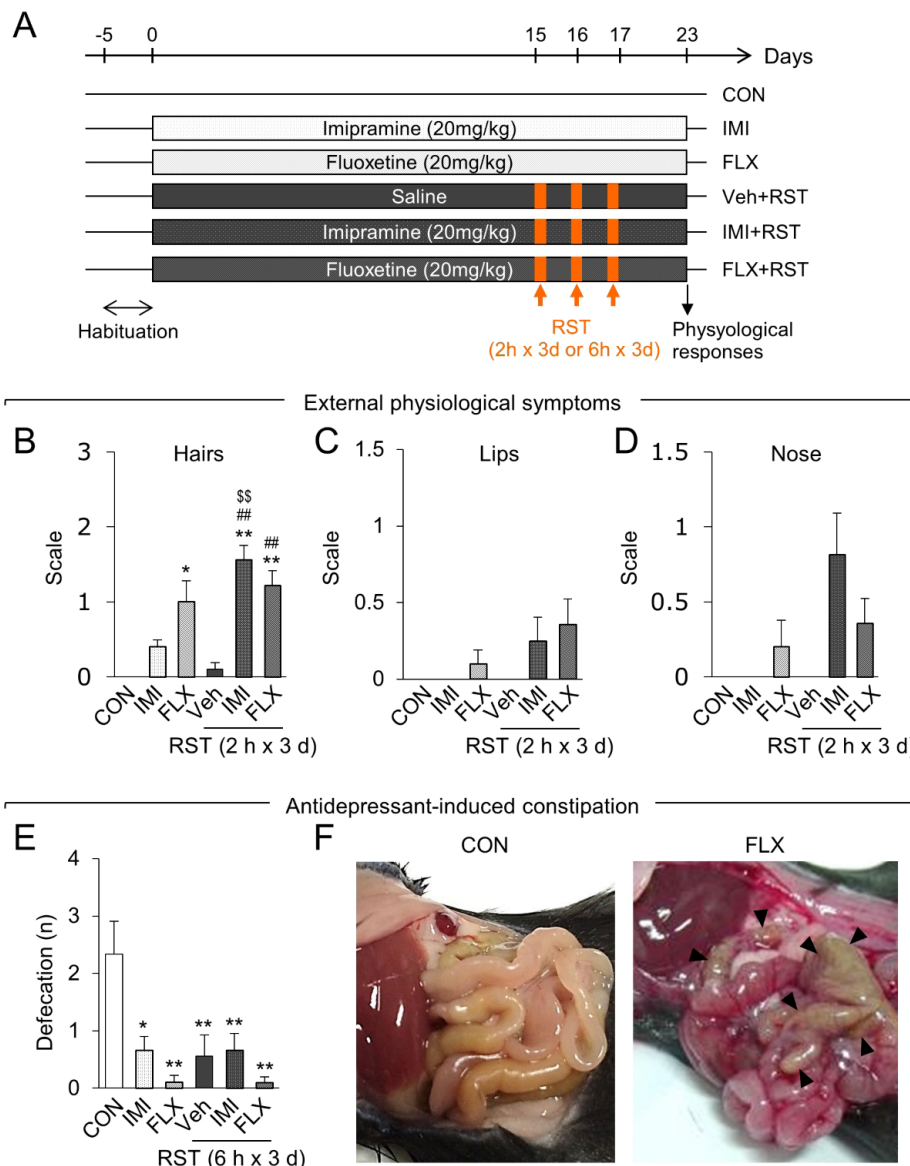 A
-5 0 15 16 17 23
Days
CON
Imipramine (20mg/kg) IMI
Fluoxetine (20mg/kg) FLX
Saline Veh+RST
Imipramine (20mg/kg) IMI+RST
Fluoxetine (20mg/kg) FLX+RST
Habituation
RST
(2h x 3d or 6h x 3d)
Physyological
responses
External physiological symptoms
B
Hairs
Scale
3
2
1
0
*
$$
##
**
##
**
CON IMI FLX Veh IMI FLX
RST (2 h x 3 d)
C
Lips
Scale
1.5
1
0.5
0
CON IMI FLX Veh IMI FLX
RST (2 h x 3 d)
D
Nose
Scale
1.5
1
0.5
0
CON IMI FLX Veh IMI FLX
RST (2 h x 3 d)
Antidepressant-induced constipation
E
Defecation (n)
4
3
2
1
0
* ** ** ** **
CON IMI FLX Veh IMI FLX
RST (6 h x 3 d)
F
CON FLX